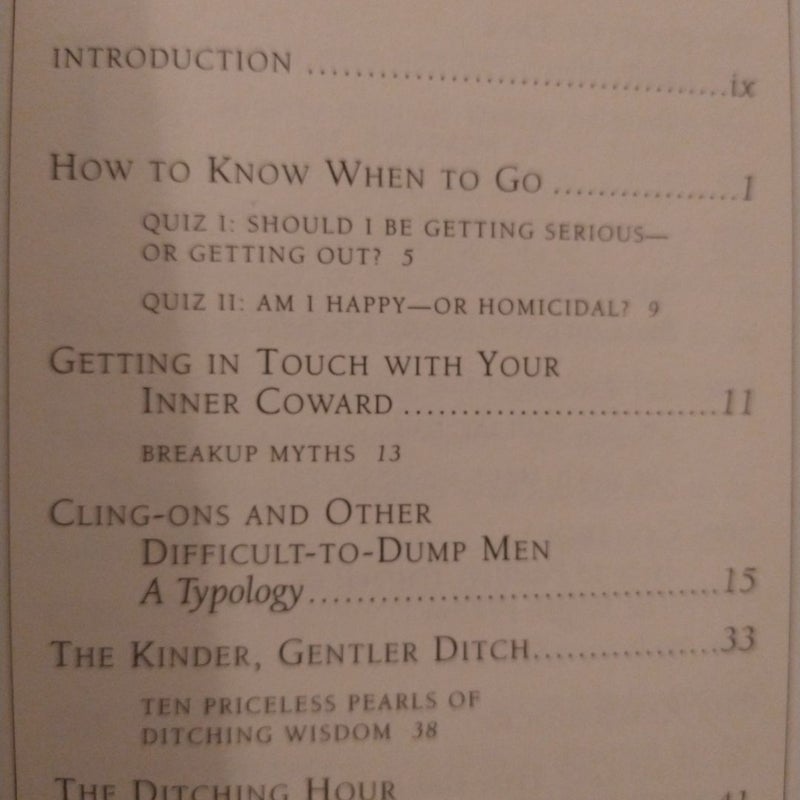 INTRODUCTION ........................................ix
HOW TO KNOW WHEN TO GO ...................1
QUIZ I: SHOULD I BE GETTING SERIOUS—
OR GETTING OUT? 5
QUIZ II: AM I HAPPY—OR HOMICIDAL? 9
GETTING IN TOUCH WITH YOUR
INNER COWARD ................................11
BREAKUP MYTHS 13
CLING-ONS AND OTHER
DIFFICULT-TO-DUMP MEN
A Typology..........................................15
THE KINDER, GENTLER DITCH...................33
TEN PRICELESS PEARLS OF
DITCHING WISDOM 38
THE DITCHING HOUR